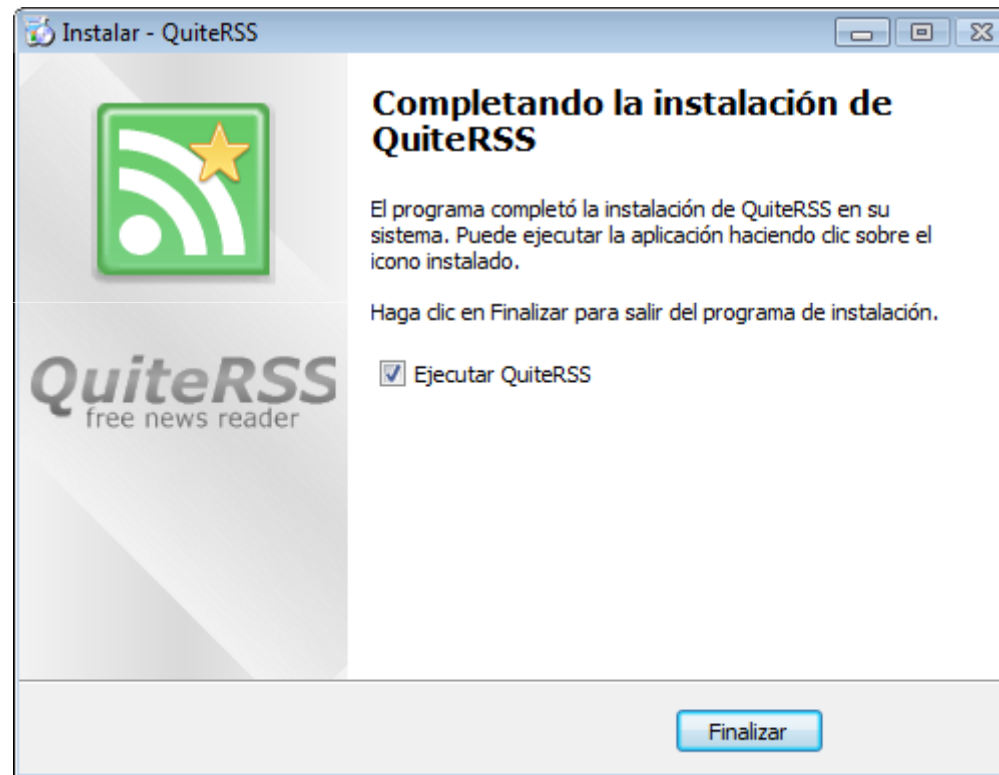 Instalar - QuiteRSS
Completando la instalación de
QuiteRSS
El programa completó la instalación de QuiteRSS en su
sistema. Puede ejecutar la aplicación haciendo clic sobre el
icono instalado.
Haga clic en Finalizar para salir del programa de instalación.
Ejecutar QuiteRSS
QuiteRSS
free news reader
Finalizar